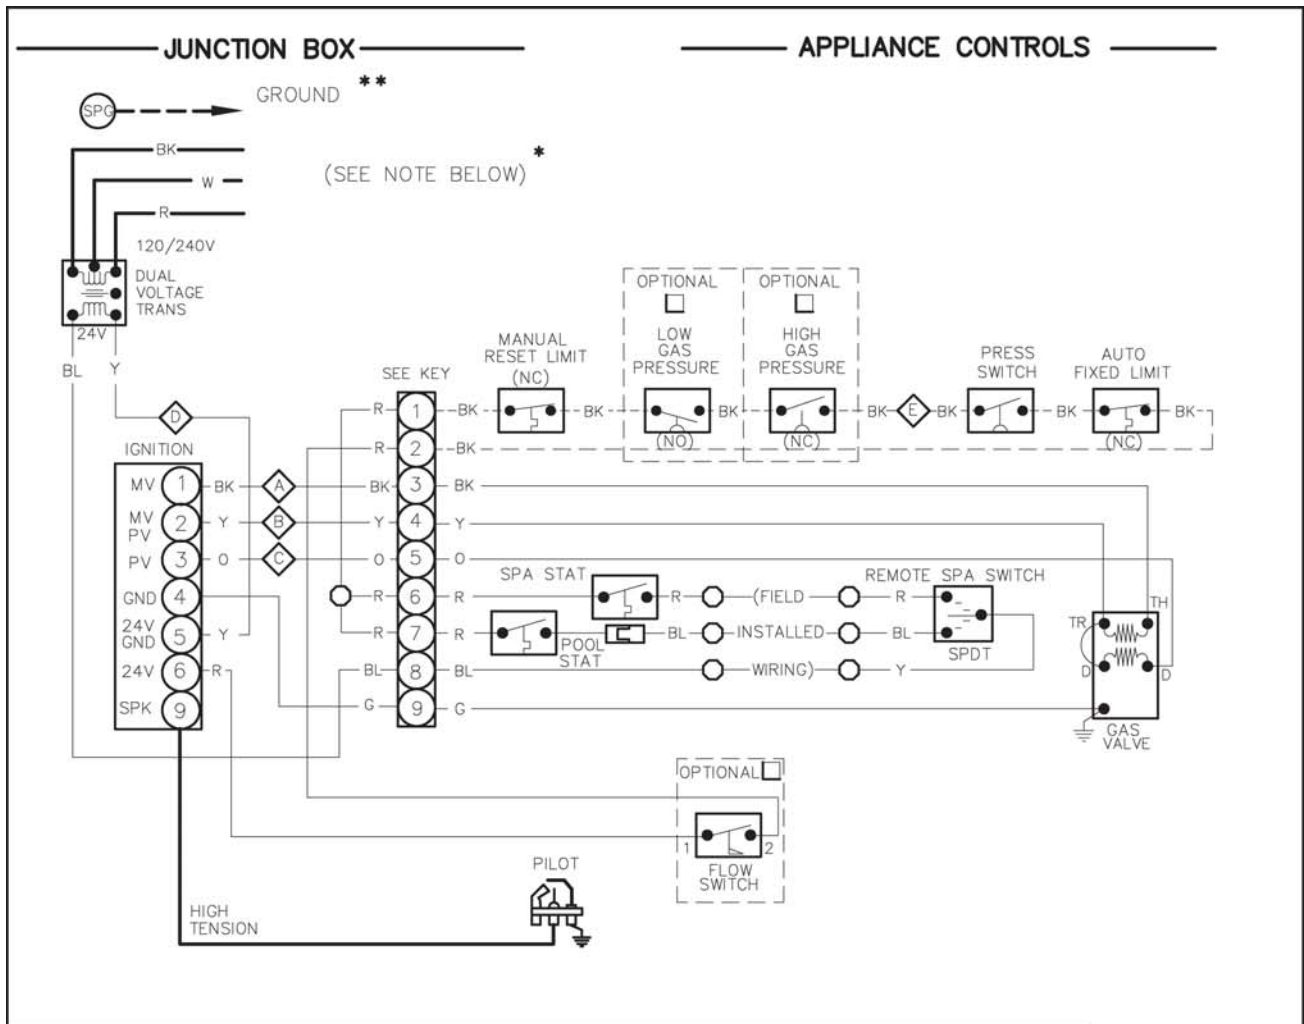 JUNCTION BOX
APPLIANCE CONTROLS
SPG
GROUND **
BK
(SEE NOTE BELOW) *
W
R
120/240V
DUAL
VOLTAGE
TRANS
24V
BL Y
D
OPTIONAL
LOW
GAS
PRESSURE
(NO)
OPTIONAL
HIGH
GAS
PRESSURE
(NC)
MANUAL
RESET LIMIT
(NC)
PRESS
SWITCH
AUTO
FIXED LIMIT
(NC)
SEE KEY
R 1 BK BK BK BK E BK BK BK
R 2 BK
IGNITION
MV 1 BK A BK 3 BK
MV
PV 2 Y B Y 4 Y
PV 3 O C O 5 O
GND 4
24V
GND 5 Y
24V 6 R
SPK 9
SPA STAT
REMOTE SPA SWITCH
R 6 R R (FIELD R
R 7 R BL INSTALLED BL
POOL
STAT
SPDT
BL 8 BL WIRING) Y
G 9 G
TH
TR
D D
GAS
VALVE
OPTIONAL
1 2
FLOW
SWITCH
PILOT
HIGH
TENSION